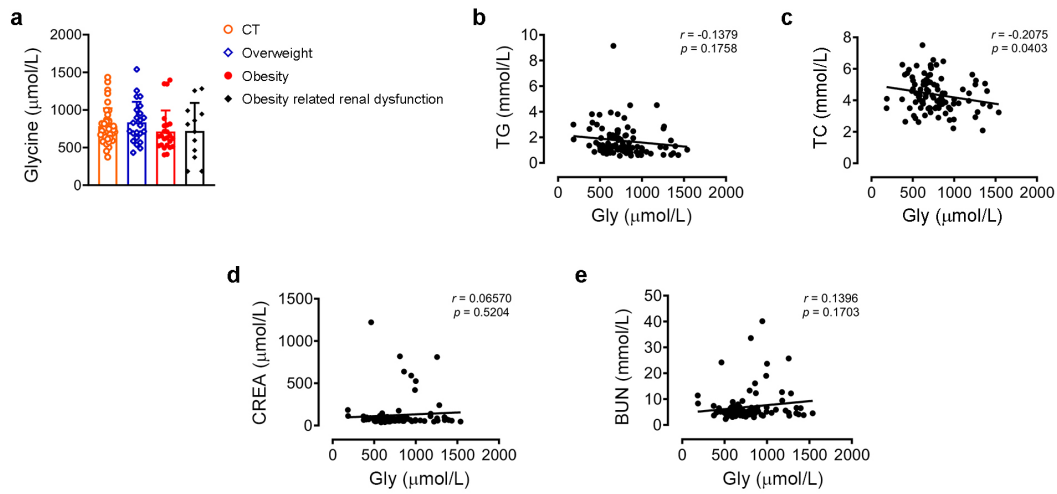 a
Glycine (μmol/L)
2000
1500
1000
500
0
CT
Overweight
Obesity
Obesity related renal dysfunction
b
r = -0.1379
p = 0.1758
TG (mmol/L)
10
8
6
4
2
0
0 500 1000 1500 2000
Gly (μmol/L)
c
r = -0.2075
p = 0.0403
TC (mmol/L)
8
6
4
2
0
0 500 1000 1500 2000
Gly (μmol/L)
d
r = 0.06570
p = 0.5204
CREA (μmol/L)
1500
1000
500
0
0 500 1000 1500 2000
Gly (μmol/L)
e
r = 0.1396
p = 0.1703
BUN (mmol/L)
50
40
30
20
10
0
0 500 1000 1500 2000
Gly (μmol/L)